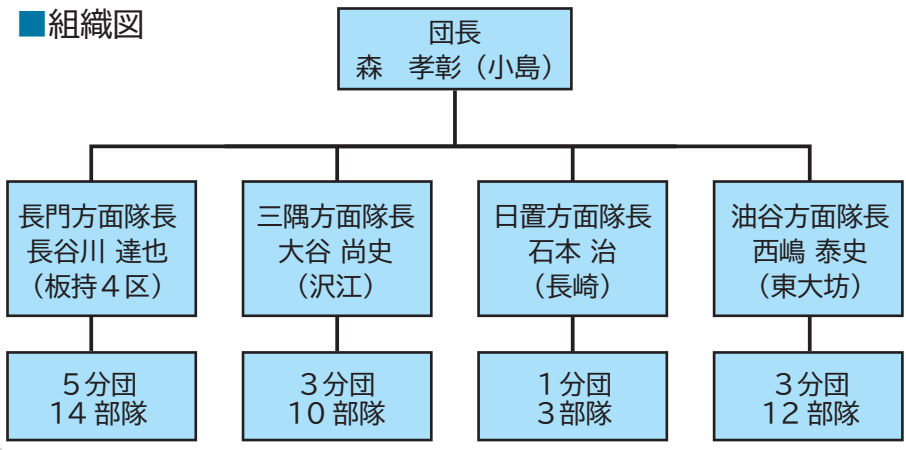 ■組織図
団長
森　孝彰（小島）
長門方面隊長
長谷川 達也
（板持４区）
三隅方面隊長
大谷 尚史
（沢江）
日置方面隊長
石本 治
（長崎）
油谷方面隊長
西嶋 泰史
（東大坊）
５分団
14 部隊
３分団
10 部隊
１分団
３部隊
３分団
12 部隊